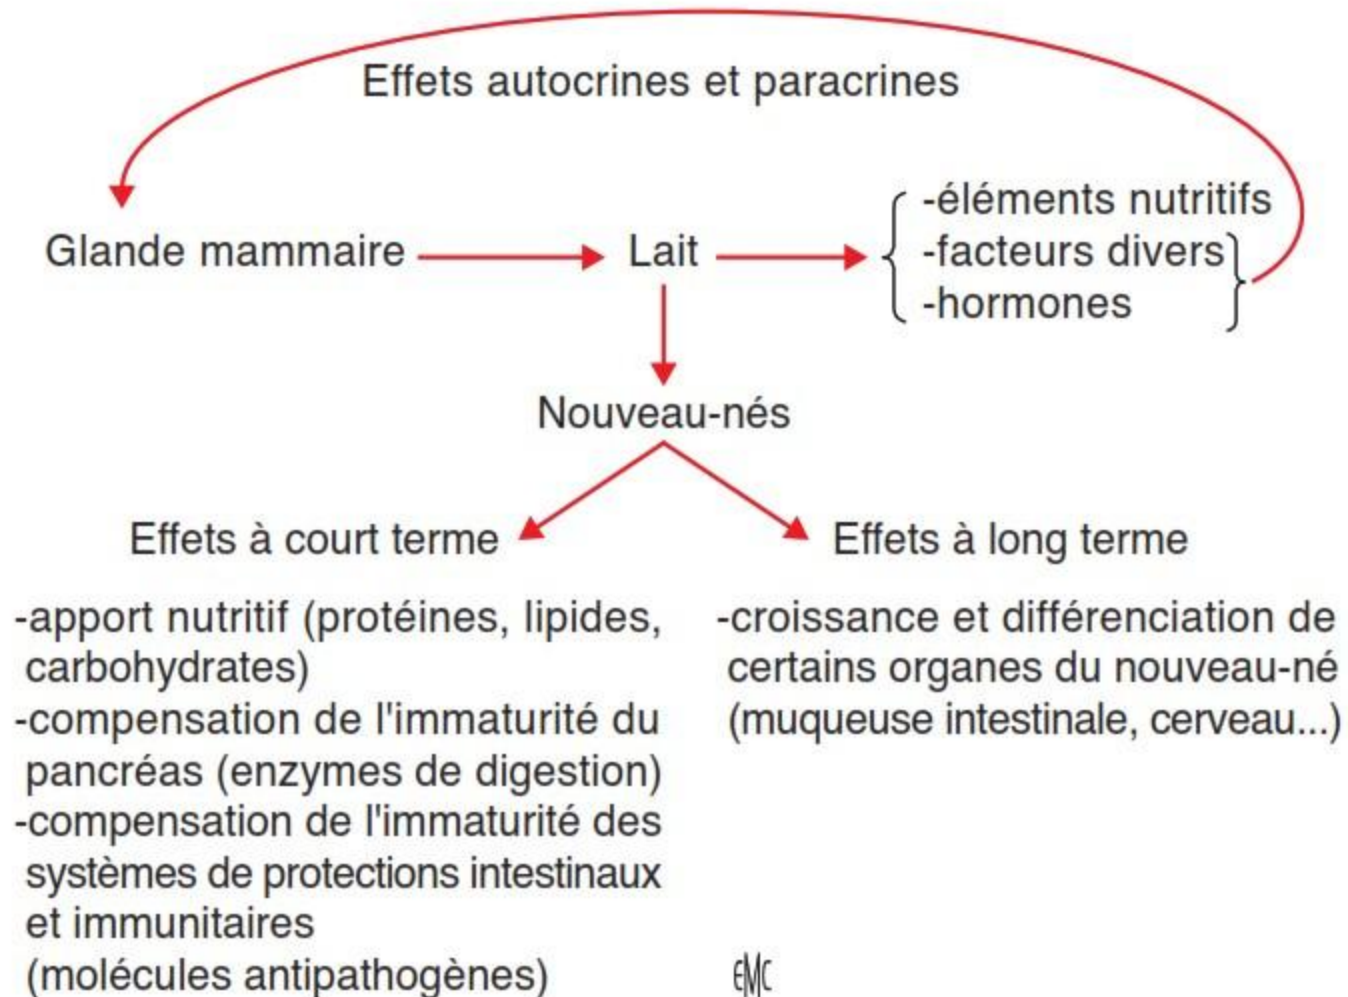 Effets autocrines et paracrines
-éléments nutritifs
Glande mammaire
Lait
-facteurs divers
-hormones
Nouveau-nés
Effets à court terme
-apport nutritif (protéines, lipides,
carbohydrates)
-compensation de l'immaturité du
pancréas (enzymes de digestion)
-compensation de l'immaturité des
systèmes de protections intestinaux
et immunitaires
(molécules antipathogènes)
Effets à long terme
-croissance et différenciation de
certains organes du nouveau-né
(muqueuse intestinale, cerveau...)
EMC